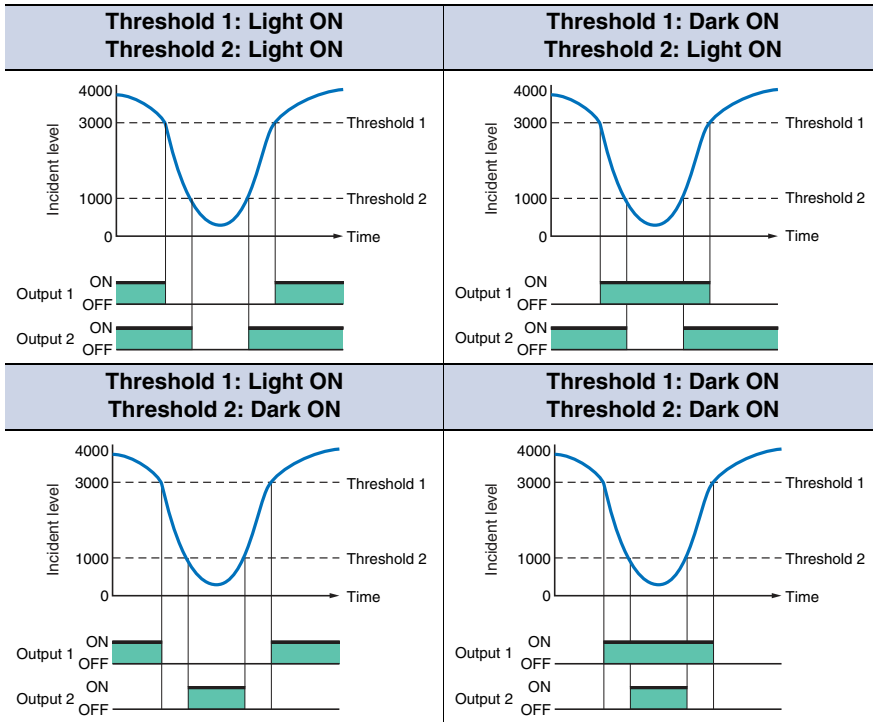 Threshold 1: Light ON
Threshold 2: Light ON
4000
3000
1000
0
Incident level
Threshold 1
Threshold 2
Time
Output 1
ON
OFF
Output 2
ON
OFF
Threshold 1: Dark ON
Threshold 2: Light ON
4000
3000
1000
0
Incident level
Threshold 1
Threshold 2
Time
Output 1
ON
OFF
Output 2
ON
OFF
Threshold 1: Light ON
Threshold 2: Dark ON
4000
3000
1000
0
Incident level
Threshold 1
Threshold 2
Time
Output 1
ON
OFF
Output 2
ON
OFF
Threshold 1: Dark ON
Threshold 2: Dark ON
4000
3000
1000
0
Incident level
Threshold 1
Threshold 2
Time
Output 1
ON
OFF
Output 2
ON
OFF